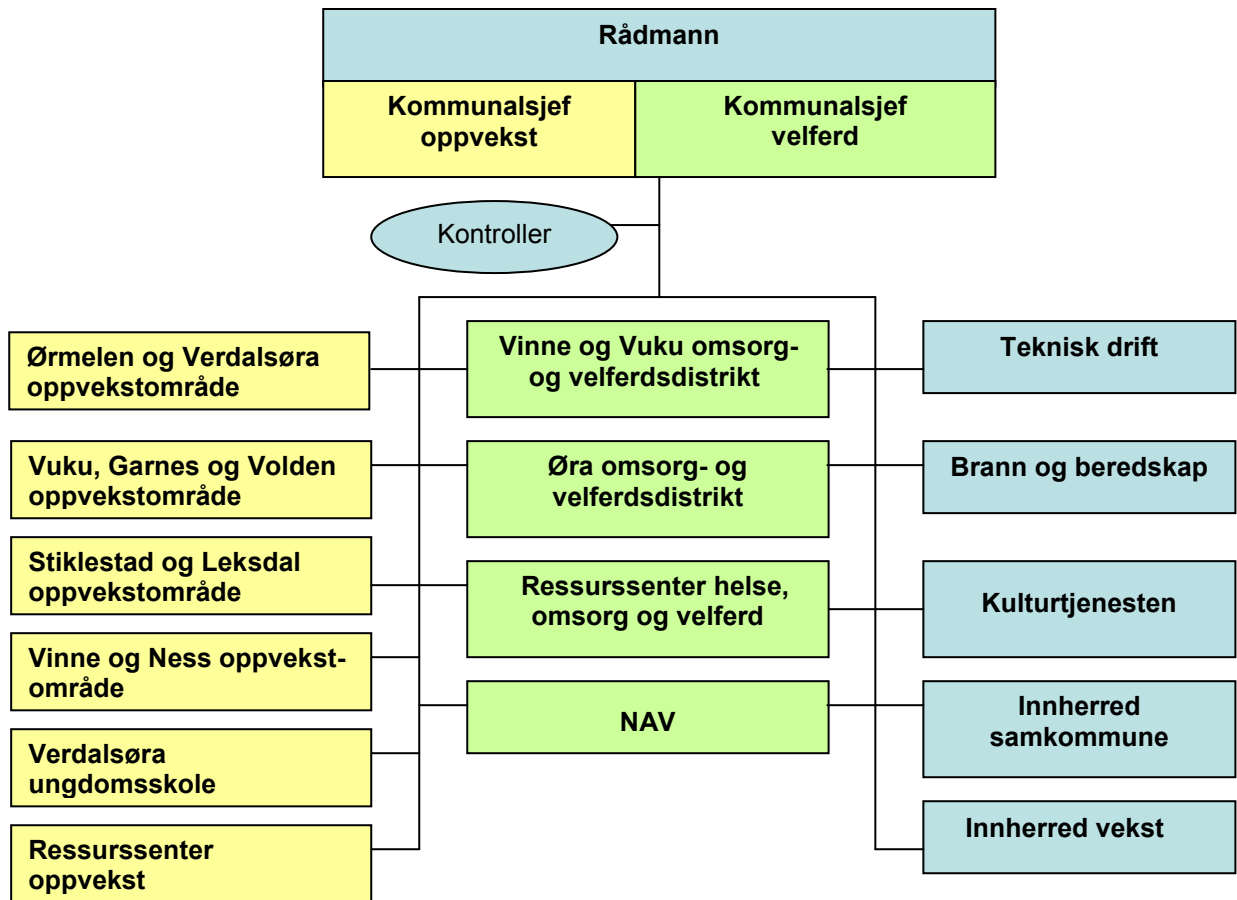 Rådmann
Kommunalsjef
oppvekst
Kommunalsjef
velferd
Kontroller
Ørmelen og Verdalsøra
oppvekstområde
Vuku, Garnes og Volden
oppvekstområde
Stiklestad og Leksdal
oppvekstområde
Vinne og Ness oppvekst-
område
Verdalsøra
ungdomsskole
Ressurssenter
oppvekst
Vinne og Vuku omsorg-
og velferdsdistrikt
Øra omsorg- og
velferdsdistrikt
Ressurssenter helse,
omsorg og velferd
NAV
Teknisk drift
Brann og beredskap
Kulturtjenesten
Innherred
samkommune
Innherred vekst